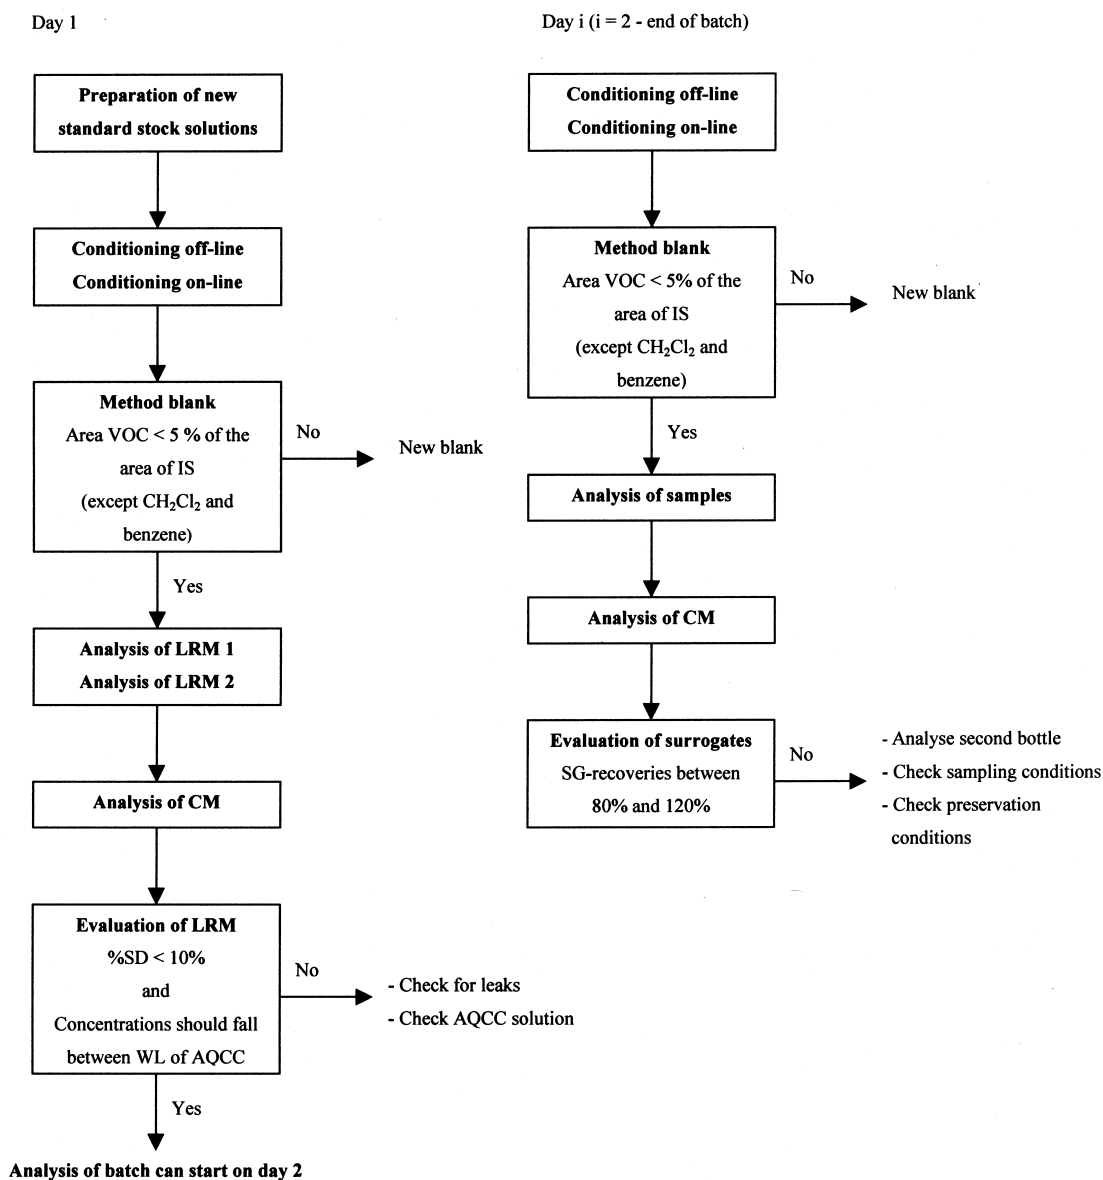 Day 1
Preparation of new
standard stock solutions
Conditioning off-line
Conditioning on-line
Method blank
Area VOC < 5 % of the
area of IS
(except CH₂Cl₂ and
benzene)
No
New blank
Yes
Analysis of LRM 1
Analysis of LRM 2
Analysis of CM
Evaluation of LRM
%SD < 10%
and
Concentrations should fall
between WL of AQCC
No
- Check for leaks
- Check AQCC solution
Yes
Analysis of batch can start on day 2
Day i (i = 2 - end of batch)
Conditioning off-line
Conditioning on-line
Method blank
Area VOC < 5% of the
area of IS
(except CH₂Cl₂ and
benzene)
No
New blank
Yes
Analysis of samples
Analysis of CM
Evaluation of surrogates
SG-recoveries between
80% and 120%
No
- Analyse second bottle
- Check sampling conditions
- Check preservation
conditions